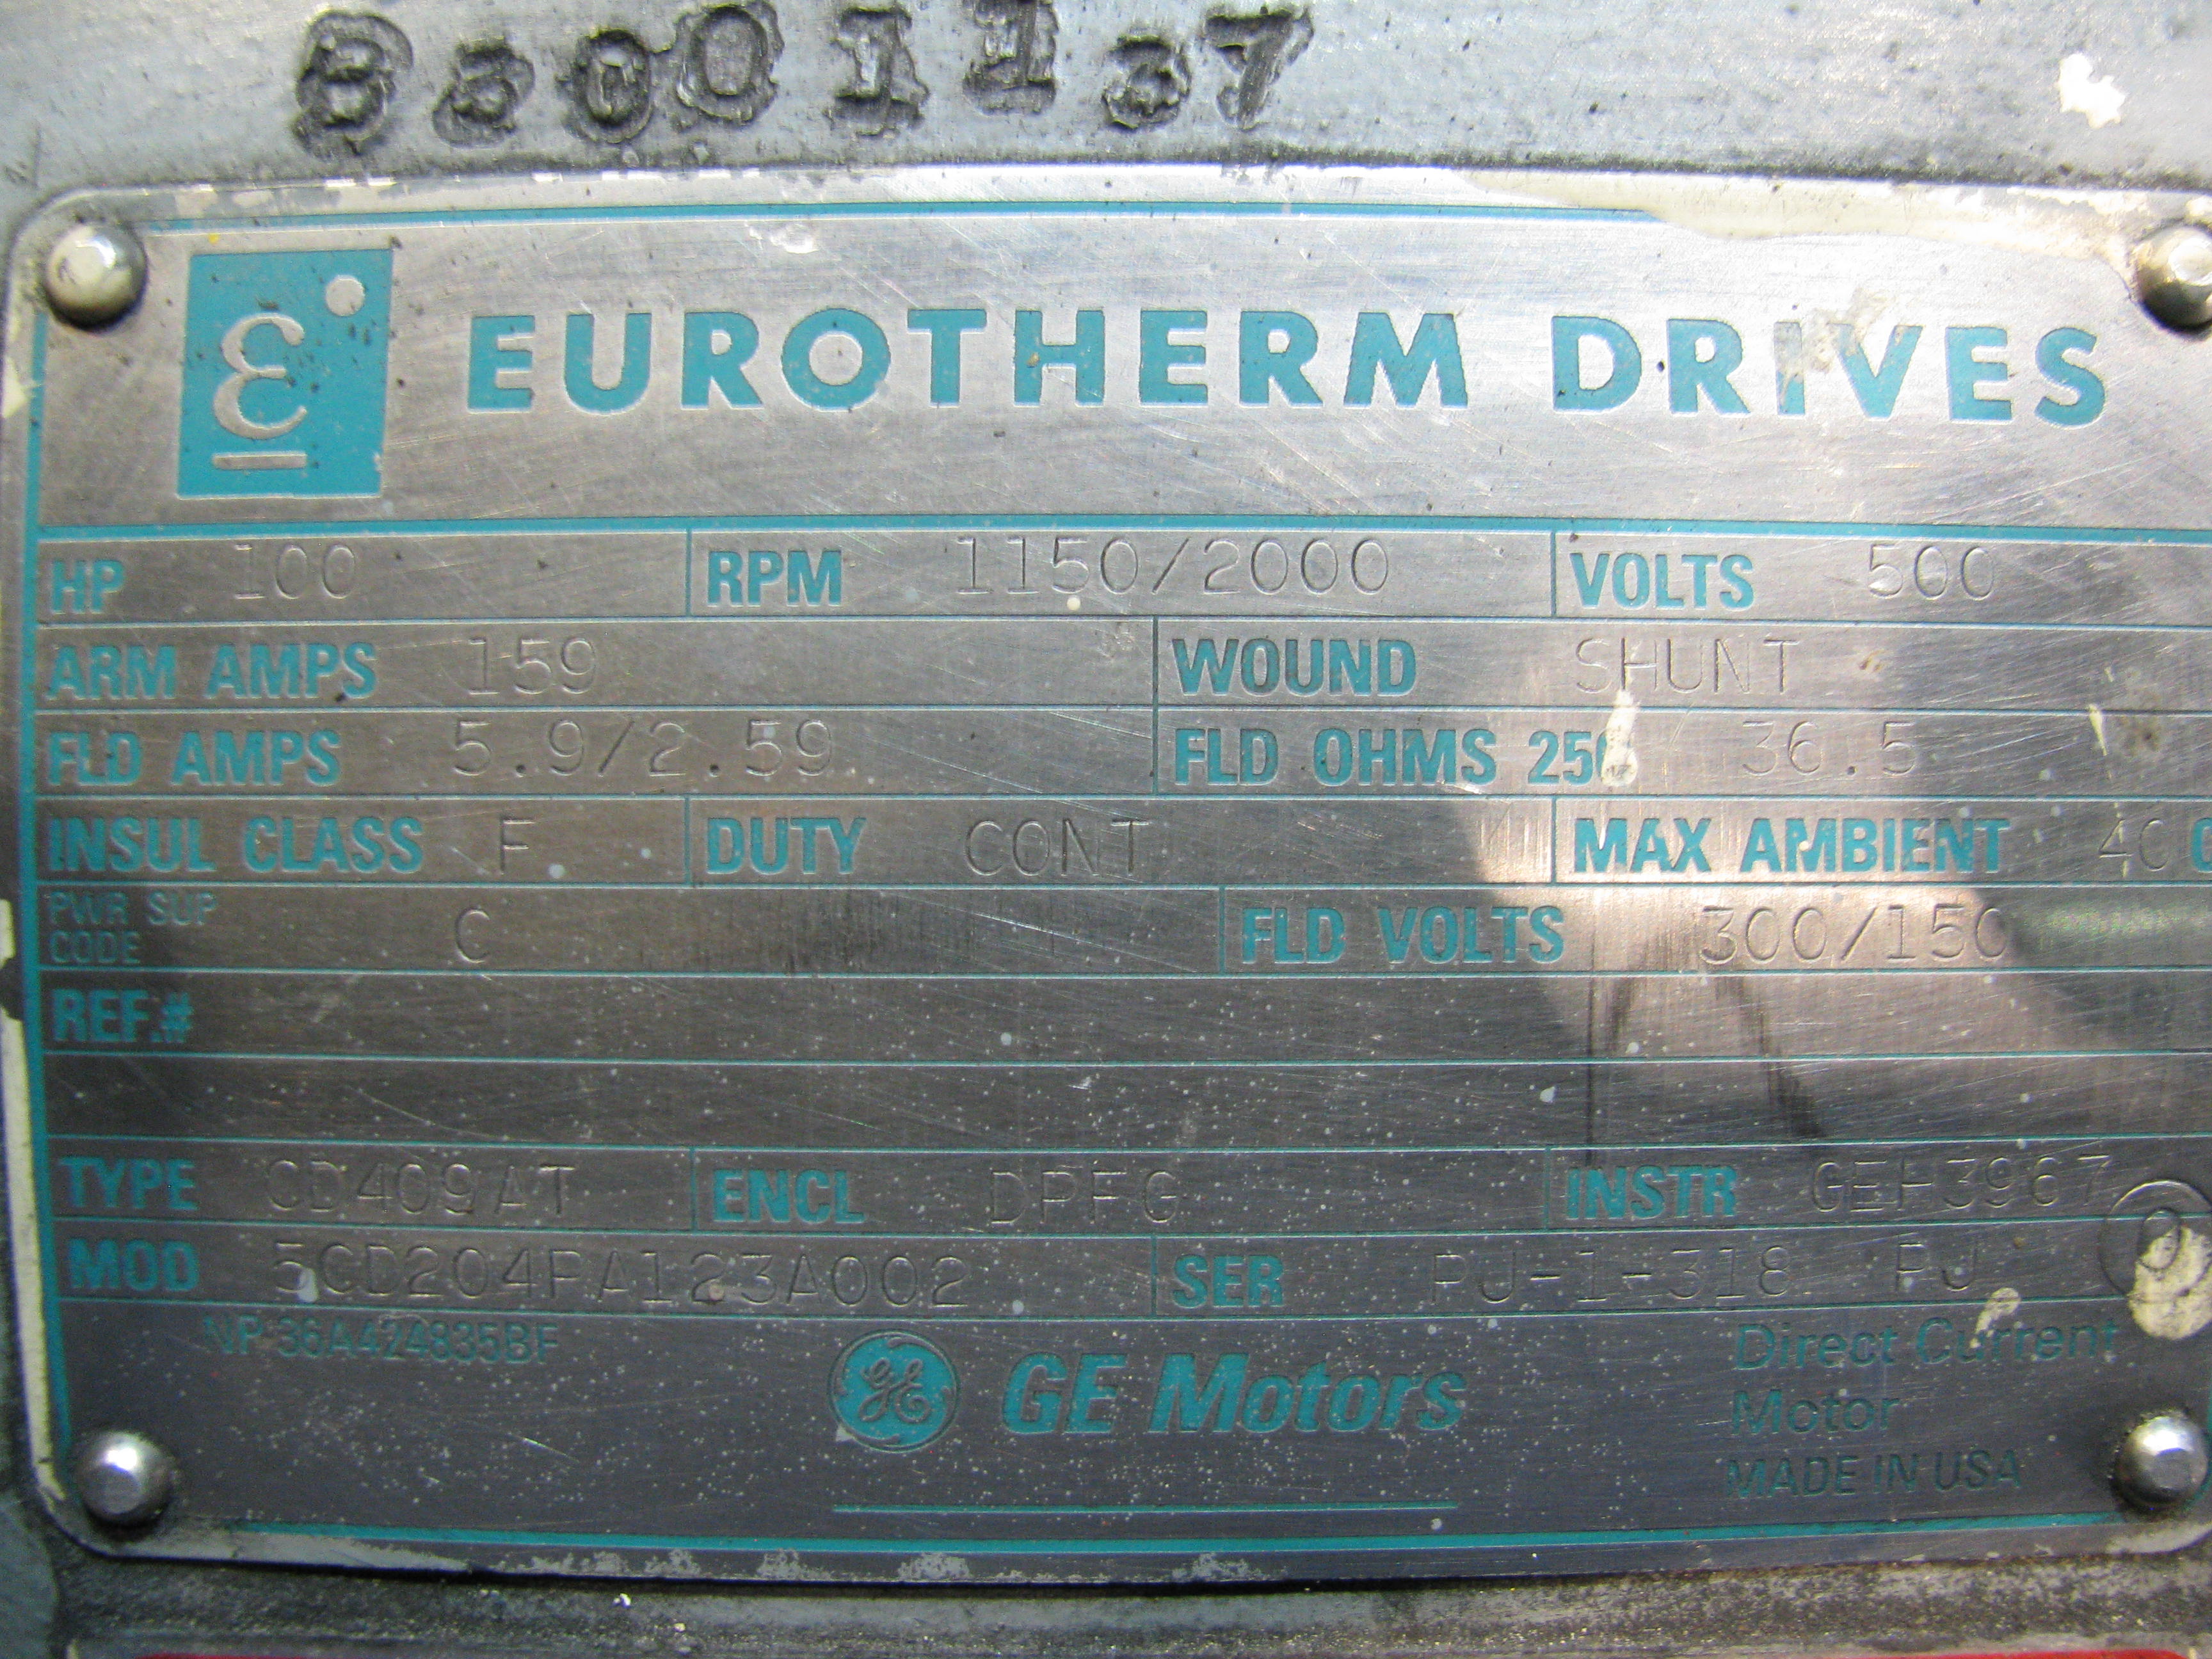 83001137
ε
EUROTHERM DRIVES
HP 100 RPM 1150/2000 VOLTS 500
ARM AMPS 159 WOUND SHUNT
FLD AMPS 5.9/2.59 FLD OHMS 25 36.5
INSUL CLASS F DUTY CONT MAX AMBIENT 40 C
PWR SUP CODE C FLD VOLTS 300/150
REF.#
TYPE CD409AT ENCL DPFG INSTR GEH3967
MOD 5CD204PA123A002 SER PJ-1-318 PJ
NP 36A424835BF
GE GE Motors
Direct Current
Motor
MADE IN USA